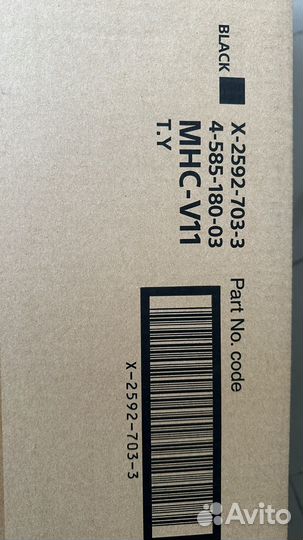 BLACK
X-2592-703-3
4-585-180-03
MHC-V11
T.Y
Part No. code
X-2592-703-3
Avito